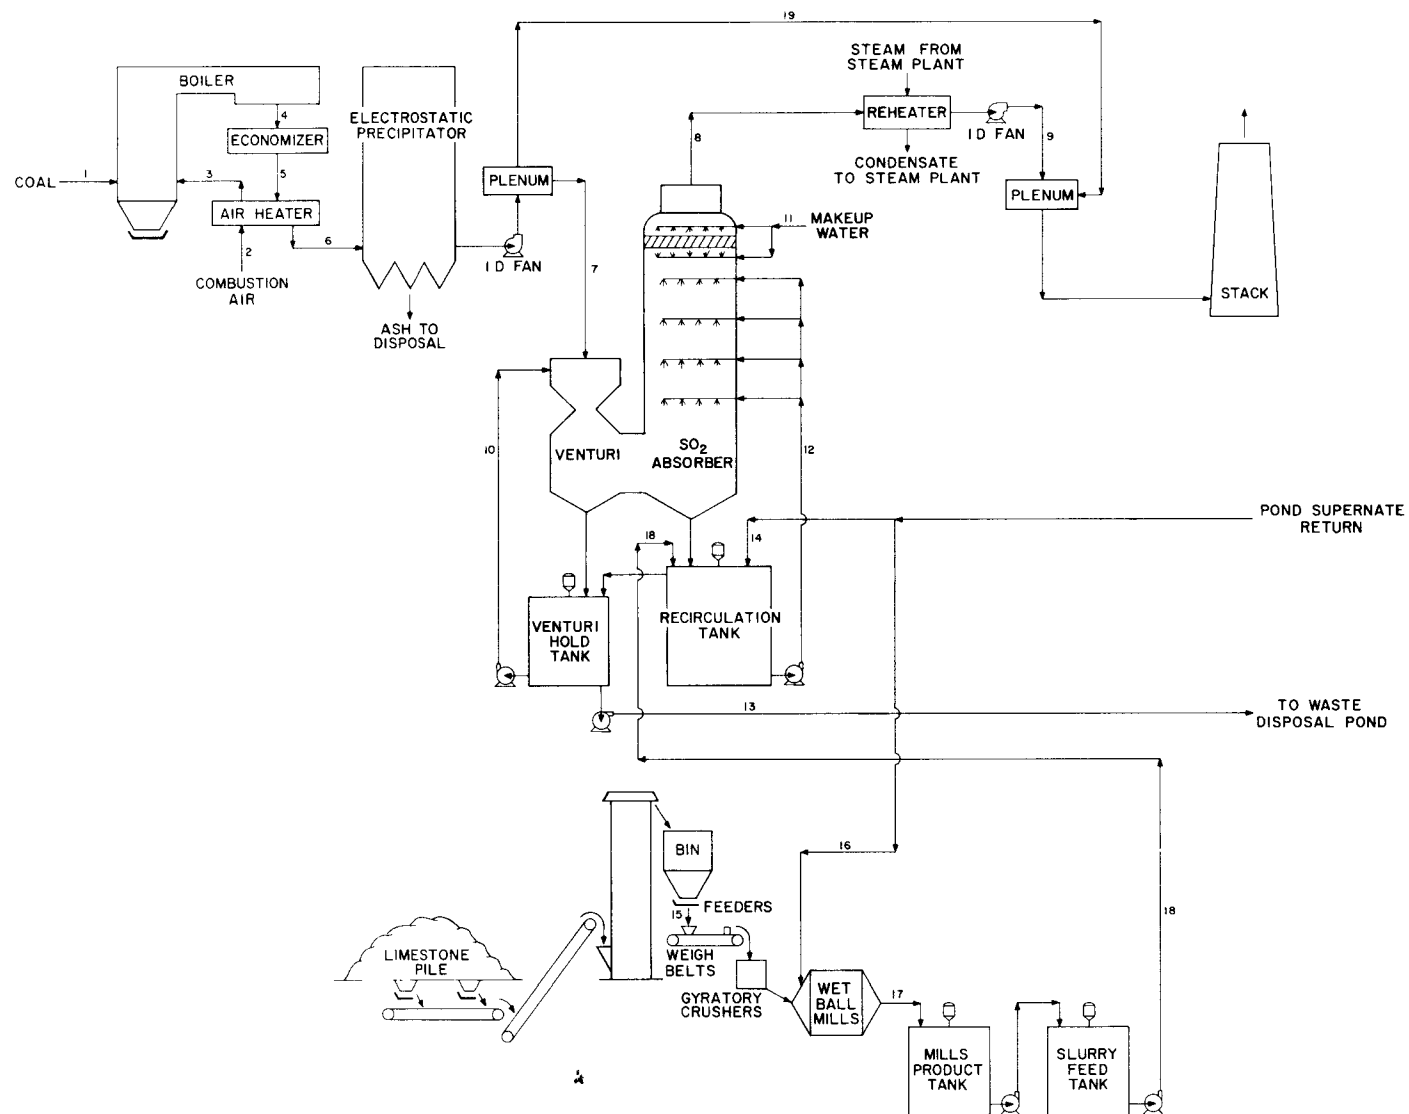 19
STEAM FROM
STEAM PLANT
BOILER
4
ELECTROSTATIC
PRECIPITATOR
REHEATER
I D FAN
8
9
ECONOMIZER
COAL
1
3
5
PLENUM
CONDENSATE
TO STEAM PLANT
PLENUM
AIR HEATER
11
MAKEUP
WATER
2
6
I D FAN
7
COMBUSTION
AIR
STACK
ASH TO
DISPOSAL
10
VENTURI
SO2
ABSORBER
12
POND SUPERNATE
RETURN
18
14
VENTURI
HOLD
TANK
RECIRCULATION
TANK
13
TO WASTE
DISPOSAL POND
16
BIN
15
FEEDERS
18
LIMESTONE
PILE
WEIGH
BELTS
GYRATORY
CRUSHERS
WET
BALL
MILLS
17
MILLS
PRODUCT
TANK
SLURRY
FEED
TANK